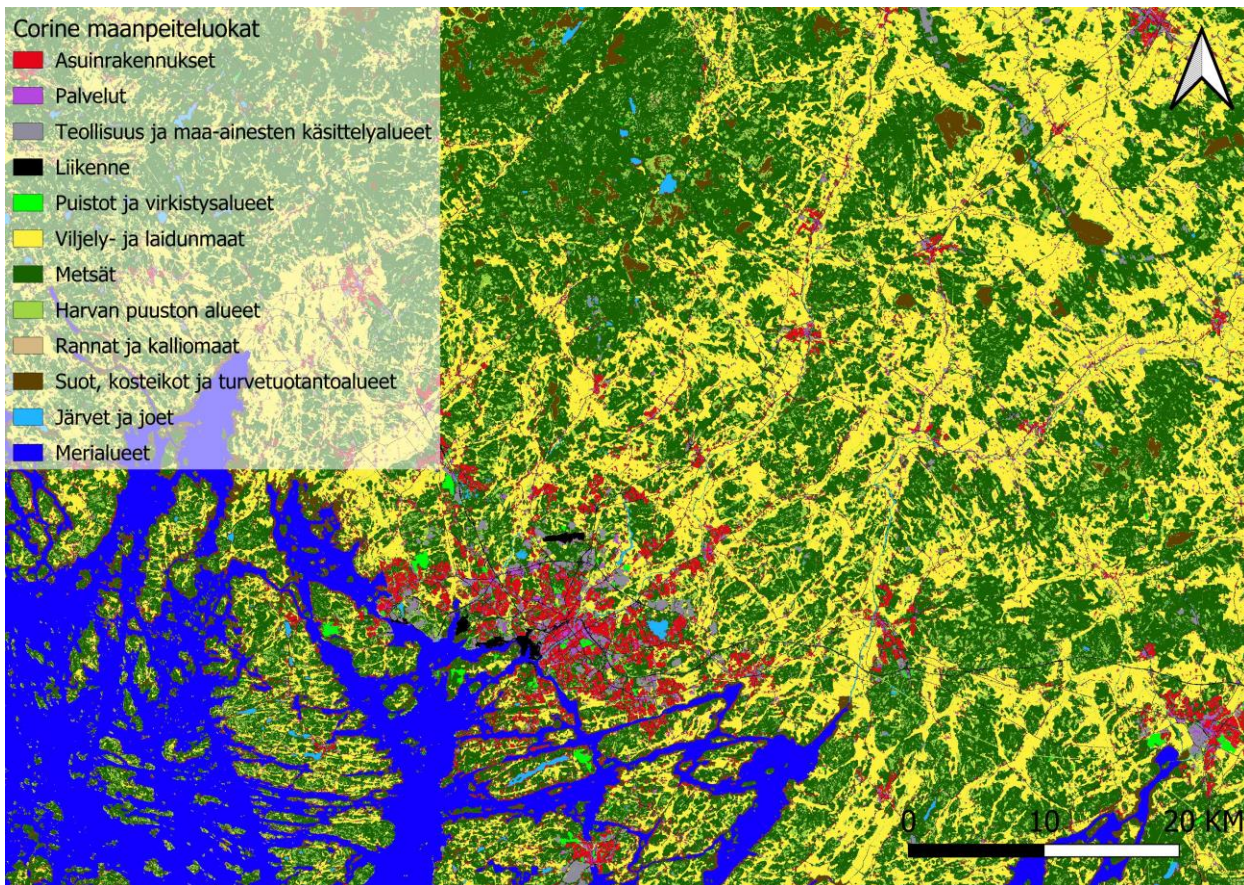 Corine maanpeiteluokat
Asuinrakennukset
Palvelut
Teollisuus ja maa-ainesten käsittelyalueet
Liikenne
Puistot ja virkistysalueet
Viljely- ja laidunmaat
Metsät
Harvan puuston alueet
Rannat ja kalliomaat
Suot, kosteikot ja turvetuotantoalueet
Järvet ja joet
Merialueet
0 10 20 KM